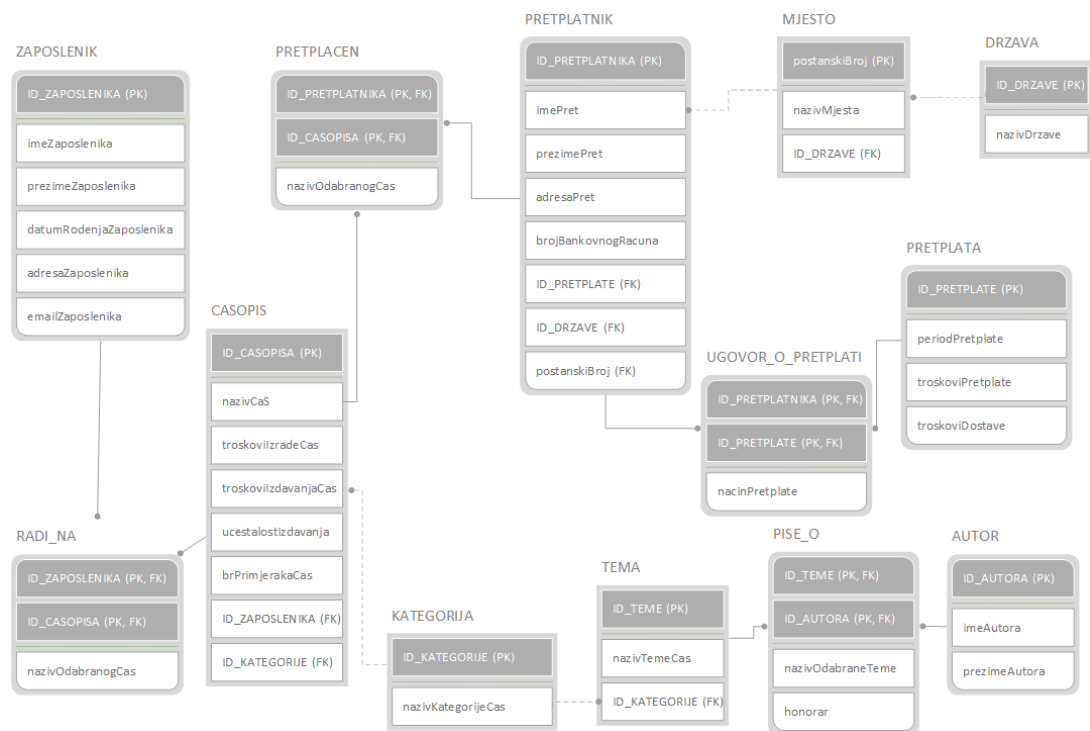 ZAPOSLENIK
ID_ZAPOSLENIKA (PK)
imeZaposlenika
prezimeZaposlenika
datumRodenjaZaposlenika
adresaZaposlenika
emailZaposlenika
PRETPLACEN
ID_PRETPLATNIKA (PK, FK)
ID_CASOPISA (PK, FK)
nazivOdabranogCas
PRETPLATNIK
ID_PRETPLATNIKA (PK)
imePret
prezimePret
adresaPret
brojBankovnogRacuna
ID_PRETPLATE (FK)
ID_DRZAVE (FK)
postanskiBroj (FK)
MJESTO
postanskiBroj (PK)
nazivMjesta
ID_DRZAVE (FK)
DRZAVA
ID_DRZAVE (PK)
nazivDrzave
PRETPLATA
ID_PRETPLATE (PK)
periodPretplate
troskoviPretplate
troskoviDostave
CASOPIS
ID_CASOPISA (PK)
nazivCaS
troskoviIzradeCas
troskoviIzdavanjaCas
ucestalostIzdavanja
brPrimjerakaCas
ID_ZAPOSLENIKA (FK)
ID_KATEGORIJE (FK)
UGOVOR_O_PRETPLATI
ID_PRETPLATNIKA (PK, FK)
ID_PRETPLATE (PK, FK)
nacinPretplate
RADI_NA
ID_ZAPOSLENIKA (PK, FK)
ID_CASOPISA (PK, FK)
nazivOdabranogCas
KATEGORIJA
ID_KATEGORIJE (PK)
nazivKategorijeCas
TEMA
ID_TEME (PK)
nazivTemeCas
ID_KATEGORIJE (FK)
PISE_O
ID_TEME (PK, FK)
ID_AUTORA (PK, FK)
nazivOdabraneTeme
honorar
AUTOR
ID_AUTORA (PK)
imeAutora
prezimeAutora